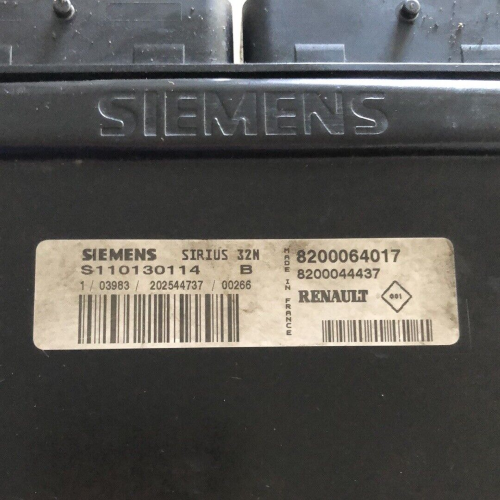 SIEMENS
SIEMENS SIRIUS 32N
S110130114 B
1 / 03983 / 202544737 / 00266
MADE IN FRANCE
8200064017
8200044437
RENAULT 001